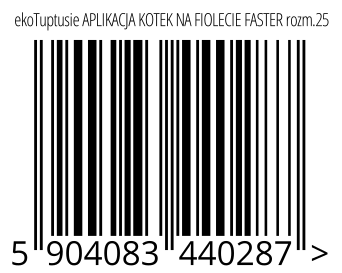 ekoTuptusie APLIKACJA KOTEK NA FIOLECIE FASTER rozm.25
5 904083 440287 >